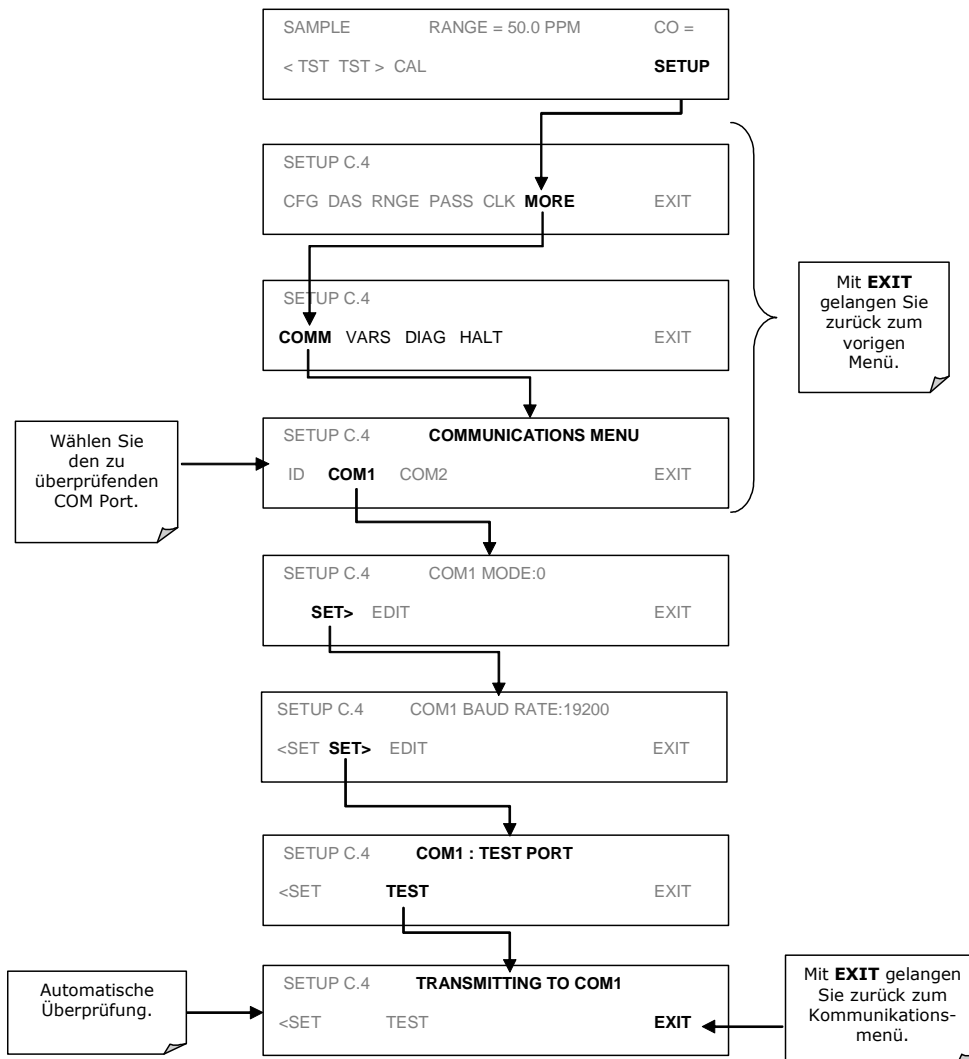 SAMPLE RANGE = 50.0 PPM CO =
< TST TST > CAL SETUP
SETUP C.4
CFG DAS RNGE PASS CLK MORE EXIT
SETUP C.4
COMM VARS DIAG HALT EXIT
Mit EXIT
gelangen Sie
zurück zum
vorigen
Menü.
Wählen Sie
den zu
überprüfenden
COM Port.
SETUP C.4 COMMUNICATIONS MENU
ID COM1 COM2 EXIT
SETUP C.4 COM1 MODE:0
SET> EDIT EXIT
SETUP C.4 COM1 BAUD RATE:19200
<SET SET> EDIT EXIT
SETUP C.4 COM1 : TEST PORT
<SET TEST EXIT
Automatische
Überprüfung.
SETUP C.4 TRANSMITTING TO COM1
<SET TEST EXIT
Mit EXIT gelangen
Sie zurück zum
Kommunikations-
menü.